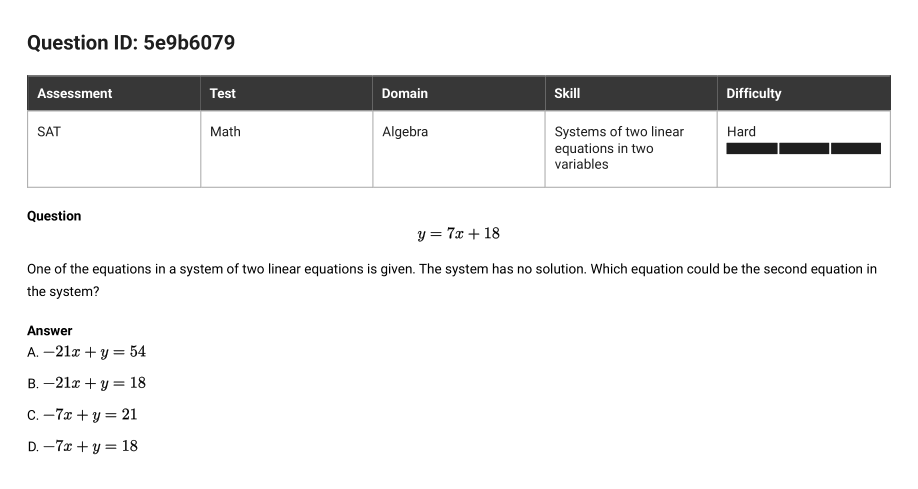 Question ID: 5e9b6079
Assessment Test Domain Skill Difficulty
SAT Math Algebra Systems of two linear equations in two variables Hard
Question
y = 7x + 18
One of the equations in a system of two linear equations is given. The system has no solution. Which equation could be the second equation in
the system?
Answer
A. −21x + y = 54
B. −21x + y = 18
C. −7x + y = 21
D. −7x + y = 18